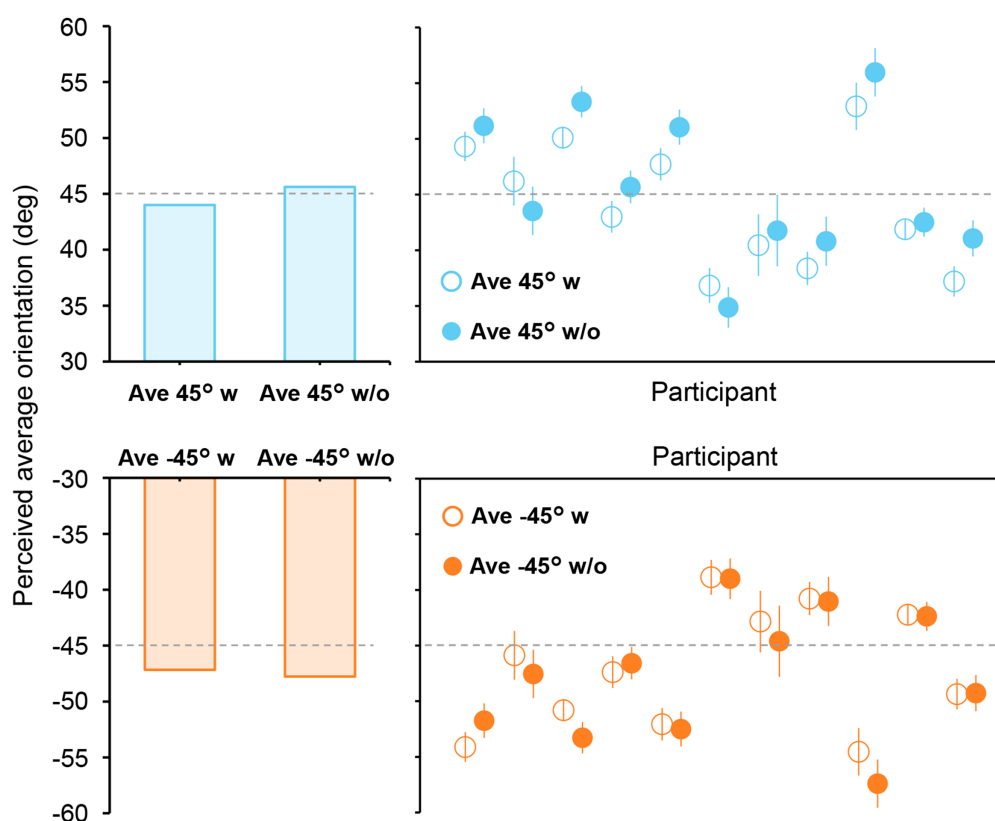 Perceived average orientation (deg)
60
55
50
45
40
35
30
Ave 45° w
Ave 45° w/o
Ave 45° w
Ave 45° w/o
Participant
Ave -45° w
Ave -45° w/o
Participant
-30
-35
-40
-45
-50
-55
-60
Ave -45° w
Ave -45° w/o